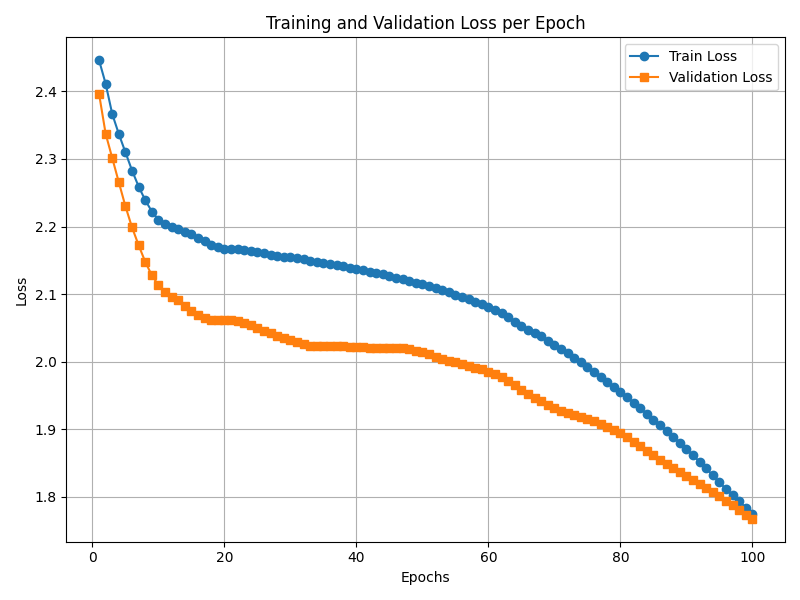 Training and Validation Loss per Epoch
Train Loss
Validation Loss
2.4
2.3
2.2
2.1
2.0
1.9
1.8
Loss
0 20 40 60 80 100
Epochs